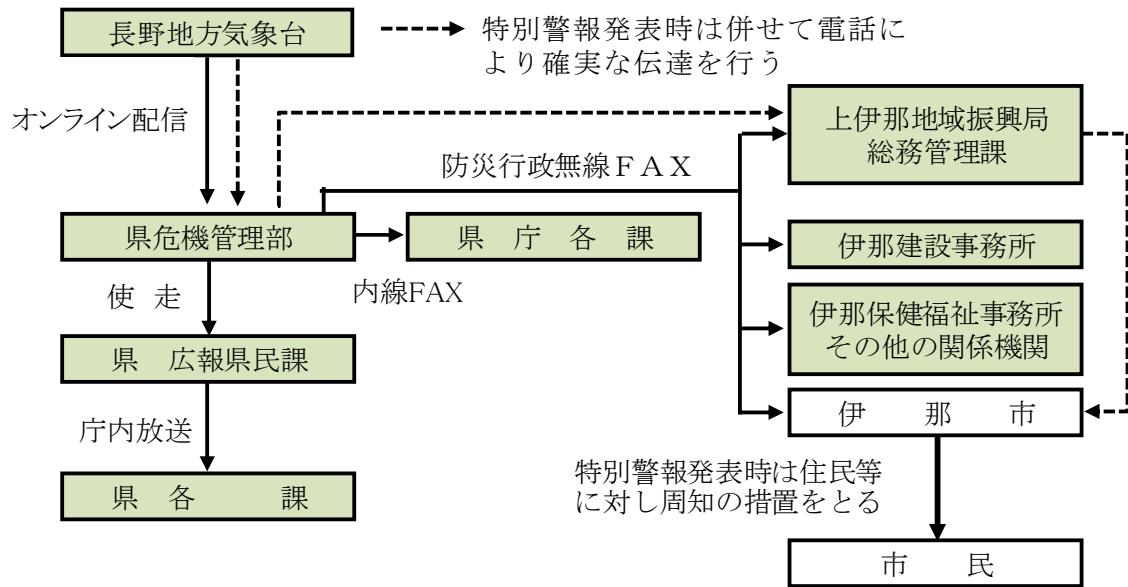 長野地方気象台
特別警報発表時は併せて電話に
より確実な伝達を行う
オンライン配信
上伊那地域振興局
総務管理課
防災行政無線ＦＡＸ
県危機管理部
県庁各課
伊那建設事務所
使走
内線FAX
伊那保健福祉事務所
その他の関係機関
県　広報県民課
伊那市
庁内放送
特別警報発表時は住民等
に対し周知の措置をとる
県各課
市民